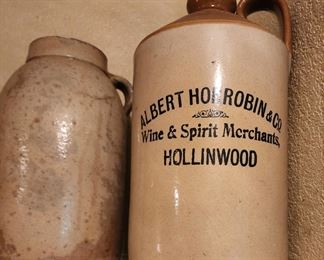 ALBERT HORROBIN & CO.
Wine & Spirit Merchants,
HOLLINWOOD